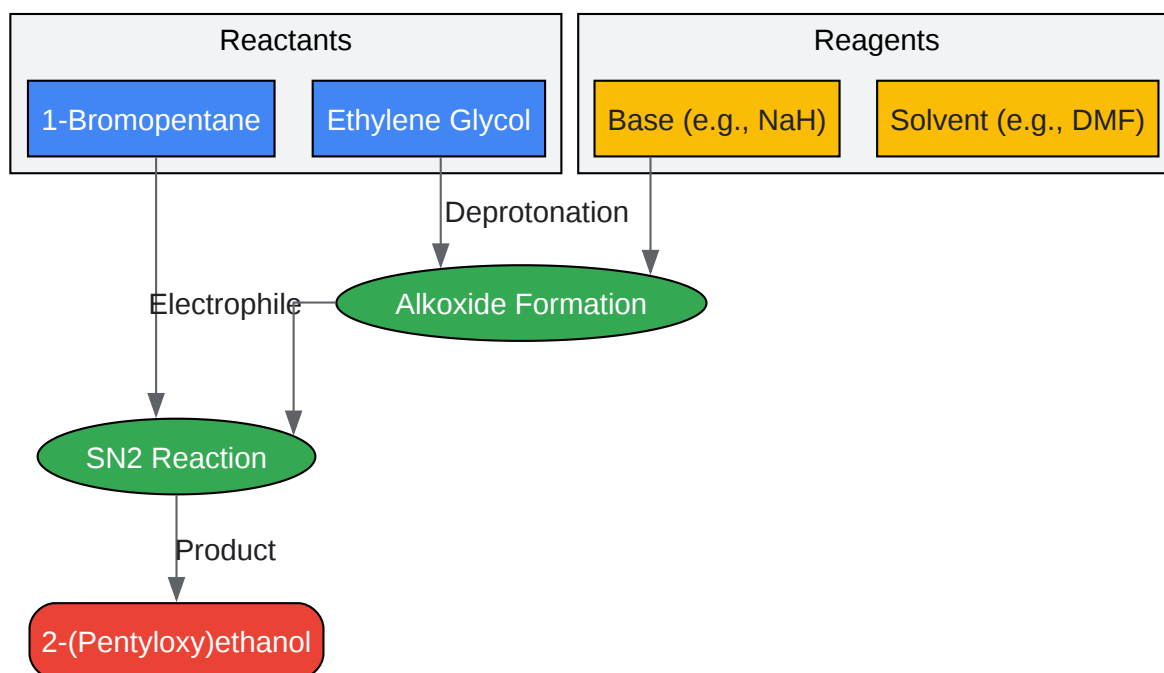 Reactants
Reagents
1-Bromopentane
Ethylene Glycol
Base (e.g., NaH)
Solvent (e.g., DMF)
Deprotonation
Electrophile
Alkoxide Formation
SN2 Reaction
Product
2-(Pentyloxy)ethanol